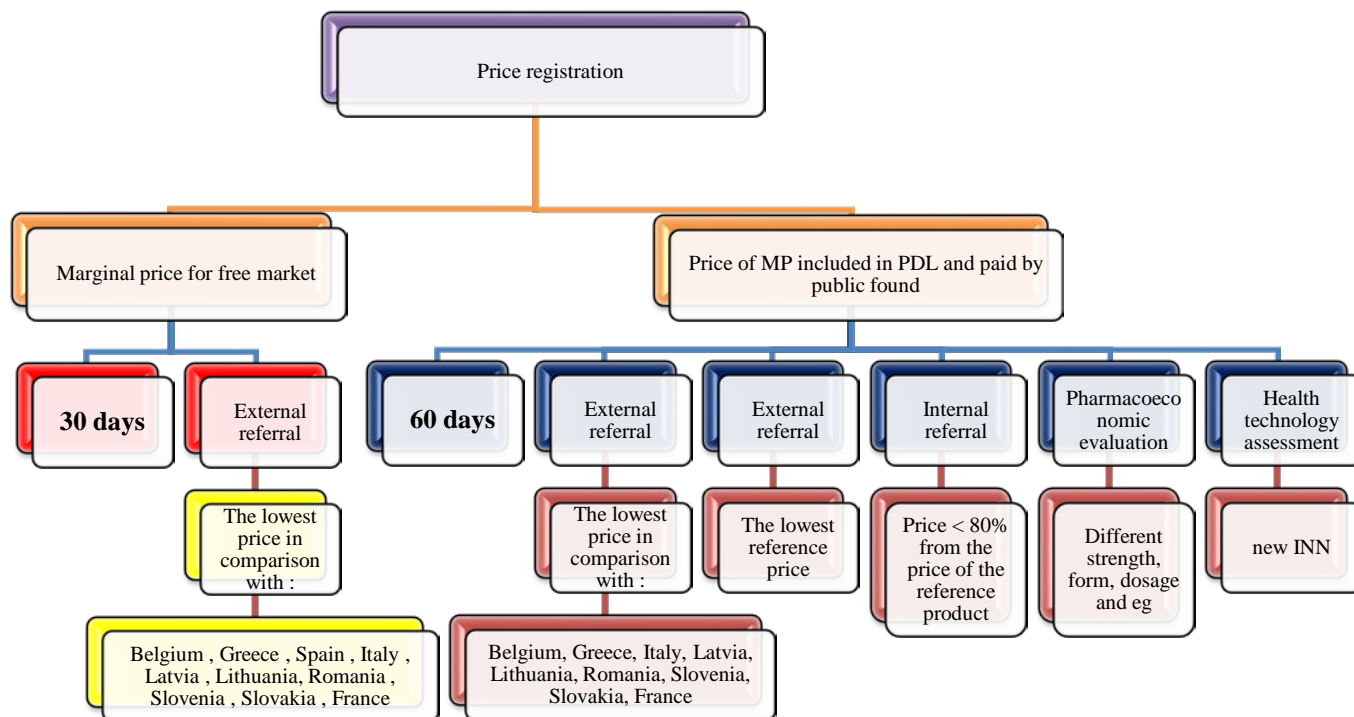 Price registration
Marginal price for free market
Price of MP included in PDL and paid by
public found
30 days
External
referral
60 days
External
referral
External
referral
Internal
referral
Pharmacoeco
nomic
evaluation
Health
technology
assessment
The lowest
price in
comparison
with :
The lowest
price in
comparison
with :
The lowest
reference
price
Price < 80%
from the
price of the
reference
product
Different
strength,
form, dosage
and eg
new INN
Belgium , Greece , Spain , Italy ,
Latvia , Lithuania, Romania ,
Slovenia , Slovakia , France
Belgium, Greece, Italy, Latvia,
Lithuania, Romania, Slovenia,
Slovakia, France